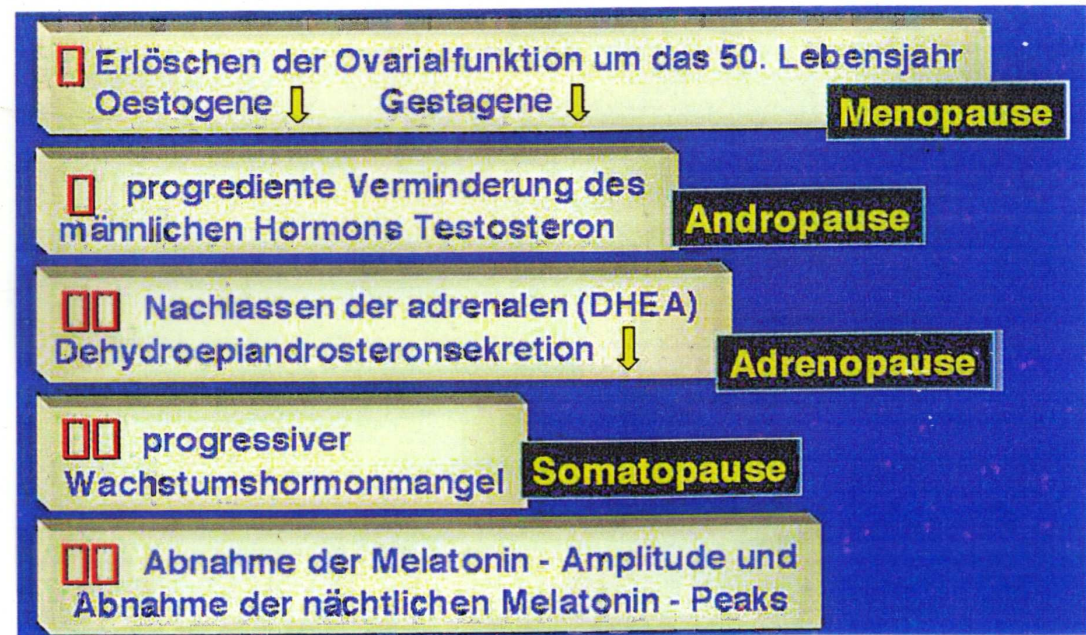 Erlöschen der Ovarialfunktion um das 50. Lebensjahr
Oestogene Gestagene
Menopause
progrediente Verminderung des
männlichen Hormons Testosteron
Andropause
Nachlassen der adrenalen (DHEA)
Dehydroepiandrosteronsekretion
Adrenopause
progressiver
Wachstumshormonmangel
Somatopause
Abnahme der Melatonin - Amplitude und
Abnahme der nächtlichen Melatonin - Peaks